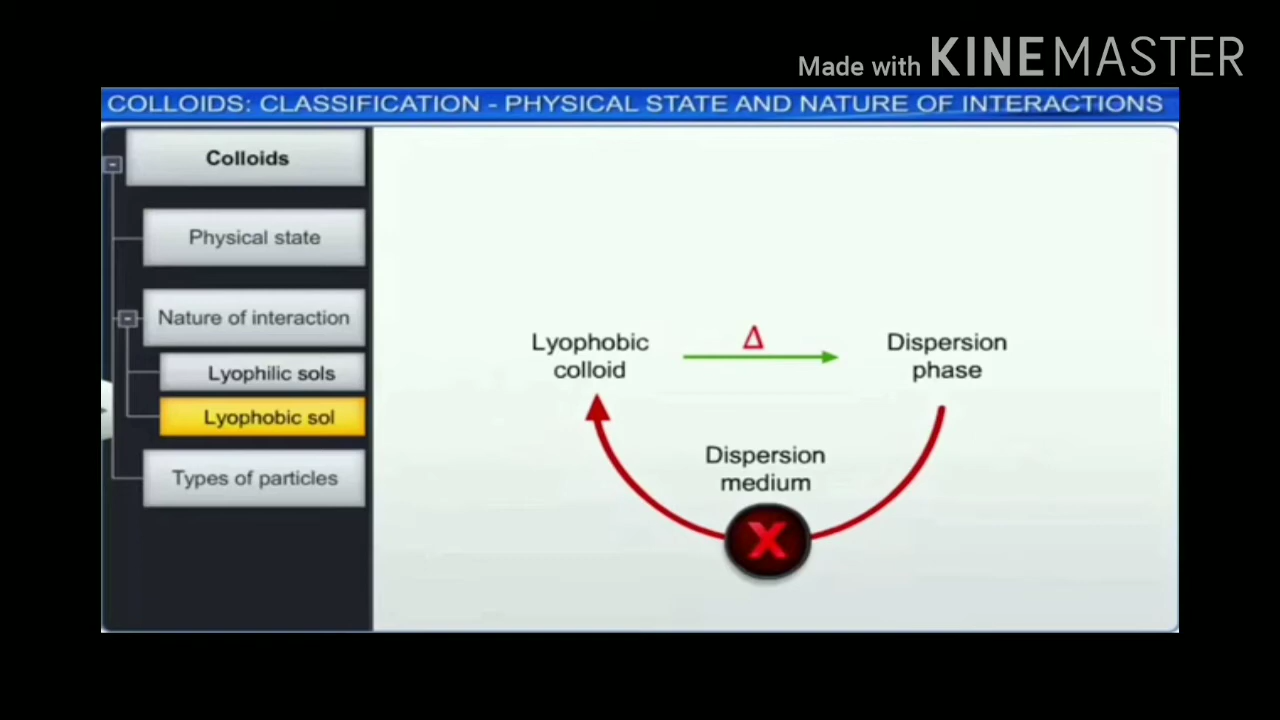 Made with KINEMASTER
COLLOIDS: CLASSIFICATION - PHYSICAL STATE AND NATURE OF INTERACTIONS
Colloids
Physical state
Nature of interaction
Lyophilic sols
Lyophobic sol
Types of particles
Lyophobic
colloid
Δ
Dispersion
phase
Dispersion
medium
X